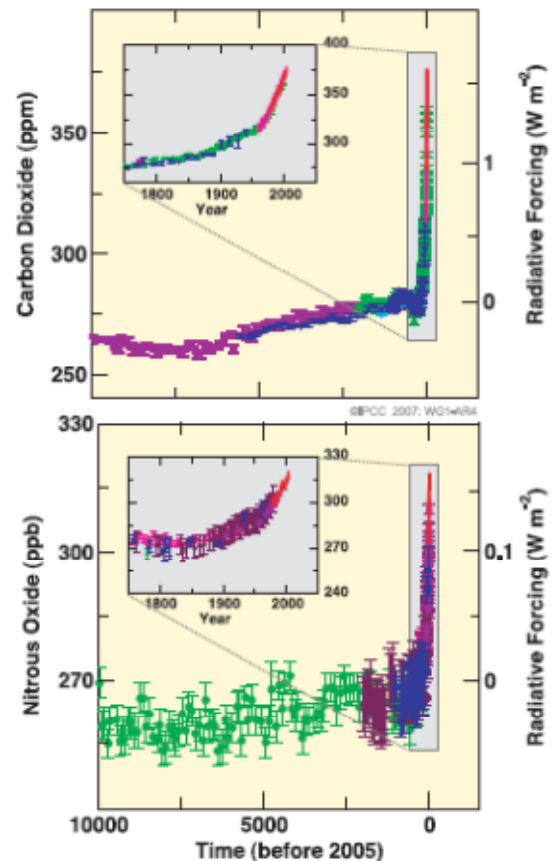 400
350
300
1800 1900 2000
Year
Carbon Dioxide (ppm)
350
300
250
1
0
Radiative Forcing (W m⁻²)
©IPCC 2007: WG1-AR4
330
300
270
240
1800 1900 2000
Year
Nitrous Oxide (ppb)
330
300
270
0.1
0
Radiative Forcing (W m⁻²)
10000 5000 0
Time (before 2005)